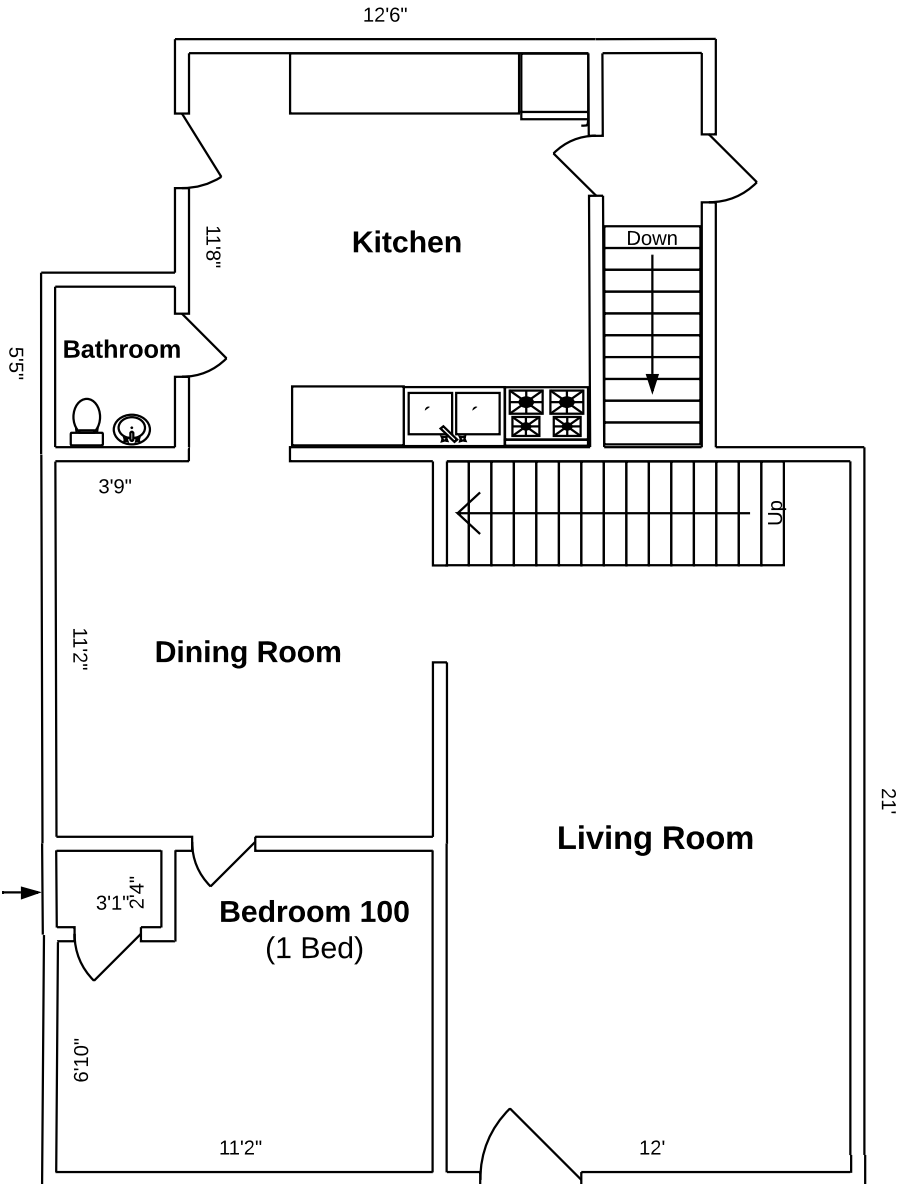 12'6"
Down
11'8"
Kitchen
5'5"
Bathroom
3'9"
Up
11'2"
Dining Room
21'
Living Room
3'1"
2'4"
Bedroom 100
(1 Bed)
6'10"
11'2"
12'